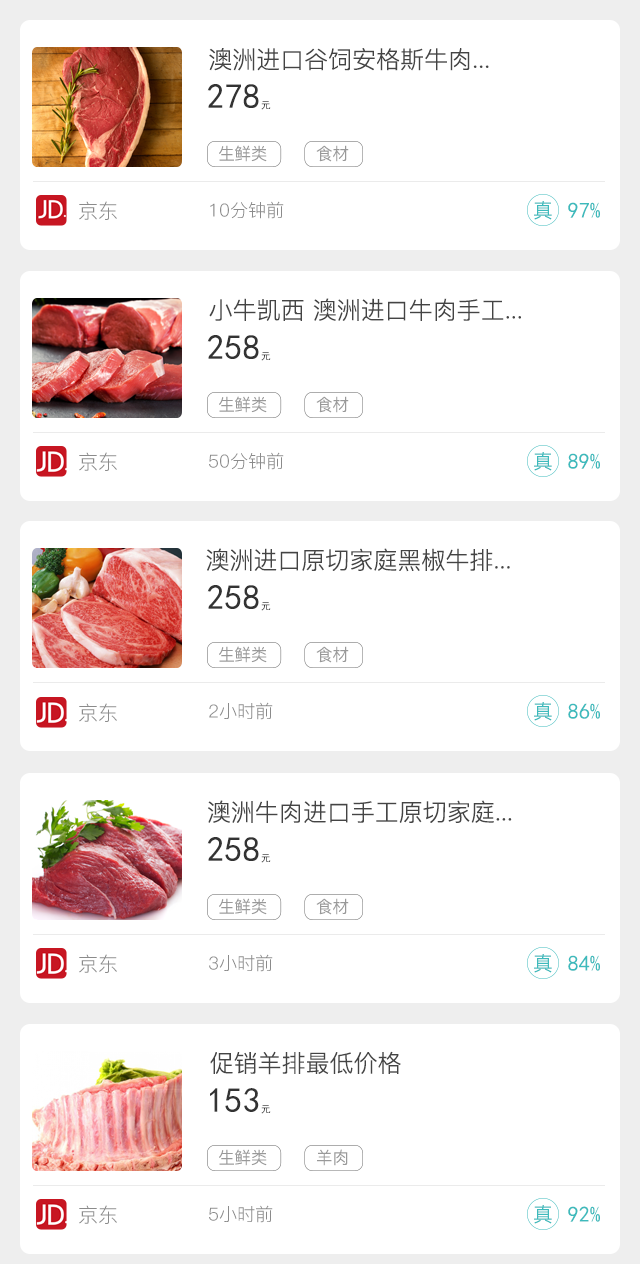 澳洲进口谷饲安格斯牛肉...
278元
生鲜类 食材
JD. 京东 10分钟前 真 97%
小牛凯西 澳洲进口牛肉手工...
258元
生鲜类 食材
JD. 京东 50分钟前 真 89%
澳洲进口原切家庭黑椒牛排...
258元
生鲜类 食材
JD. 京东 2小时前 真 86%
澳洲牛肉进口手工原切家庭...
258元
生鲜类 食材
JD. 京东 3小时前 真 84%
促销羊排最低价格
153元
生鲜类 羊肉
JD. 京东 5小时前 真 92%